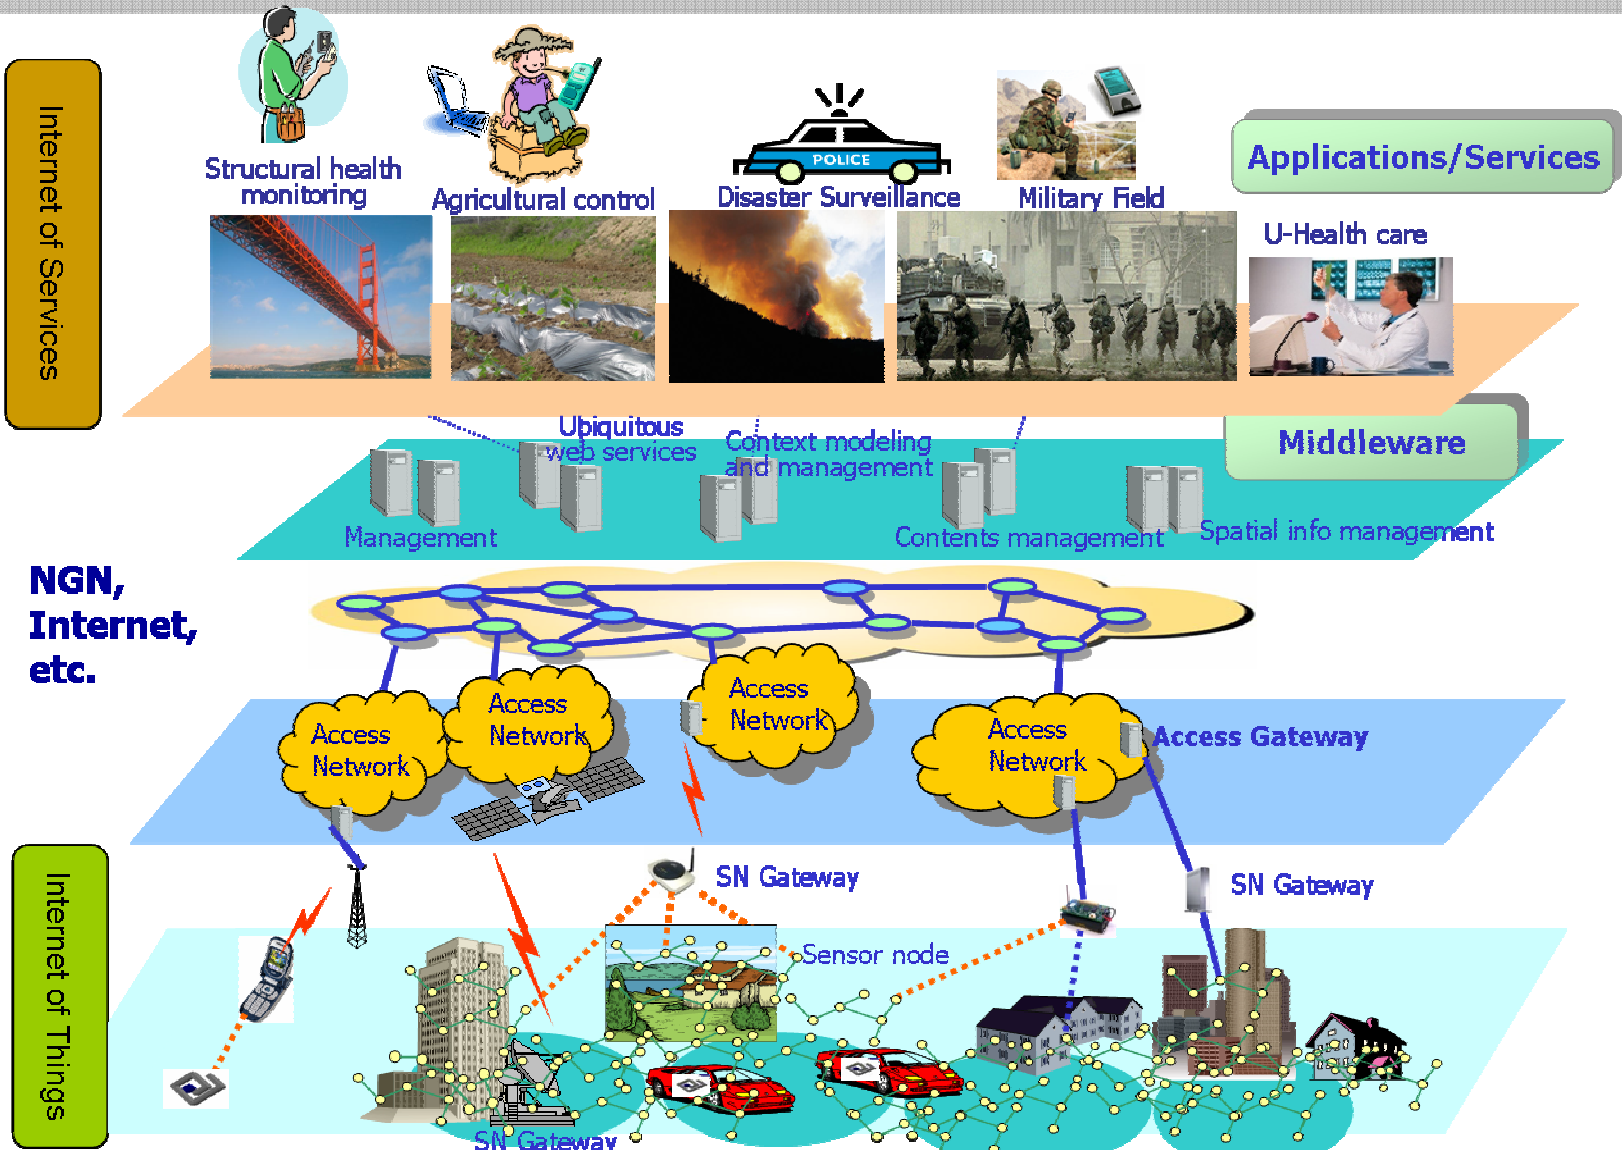 Internet of Services
Structural health
monitoring
Agricultural control
POLICE
Disaster Surveillance
Military Field
Applications/Services
U-Health care
Ubiquitous
web services
Context modeling
and management
Middleware
Management
Contents management
Spatial info management
NGN,
Internet,
etc.
Access
Network
Access
Network
Access
Network
Access
Network
Access Gateway
Internet of Things
SN Gateway
SN Gateway
Sensor node
SN Gateway